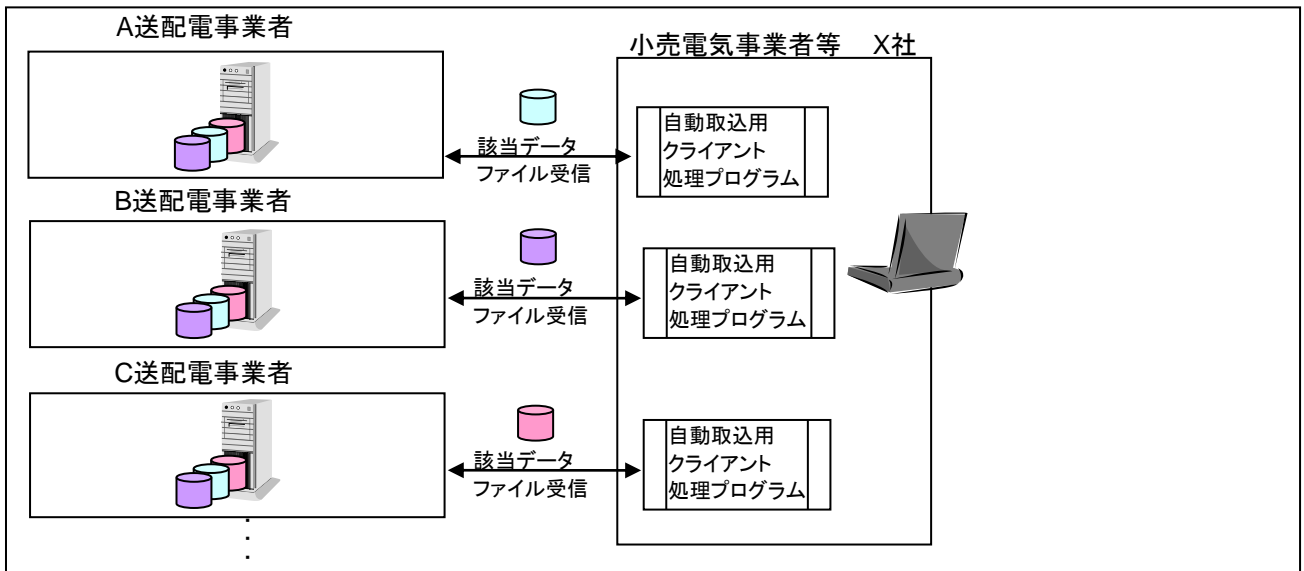 A送配電事業者
小売電気事業者等 X社
該当データ
ファイル受信
自動取込用
クライアント
処理プログラム
B送配電事業者
該当データ
ファイル受信
自動取込用
クライアント
処理プログラム
C送配電事業者
該当データ
ファイル受信
自動取込用
クライアント
処理プログラム